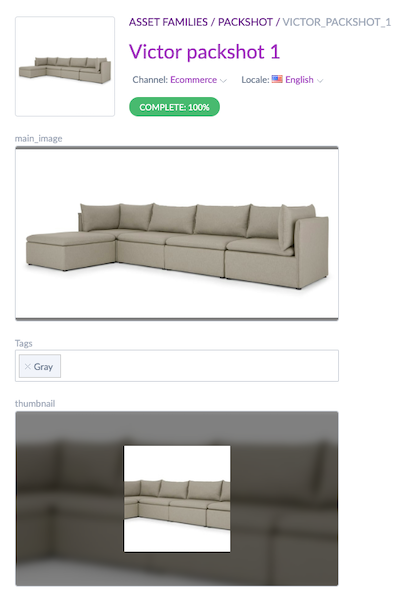 ASSET FAMILIES / PACKSHOT / VICTOR_PACKSHOT_1
Victor packshot 1
Channel: Ecommerce Locale: English
COMPLETE: 100%
main_image
Tags
× Gray
thumbnail